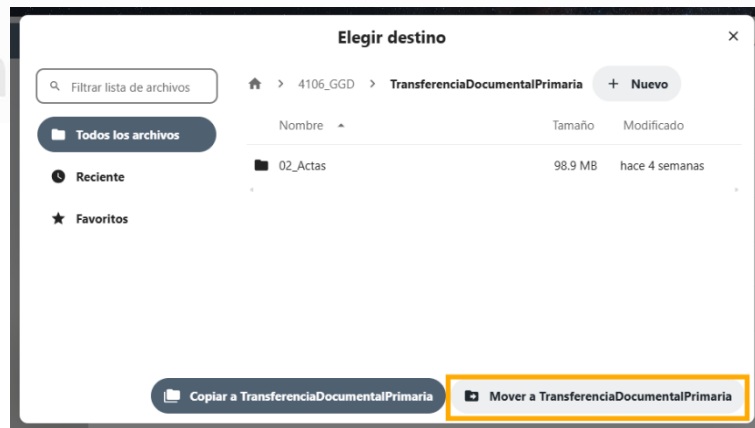 Elegir destino
Filtrar lista de archivos
4106_GGD > TransferenciaDocumentalPrimaria + Nuevo
Todos los archivos
Nombre Tamaño Modificado
Reciente
02_Actas 98.9 MB hace 4 semanas
Favoritos
Copiar a TransferenciaDocumentalPrimaria
Mover a TransferenciaDocumentalPrimaria